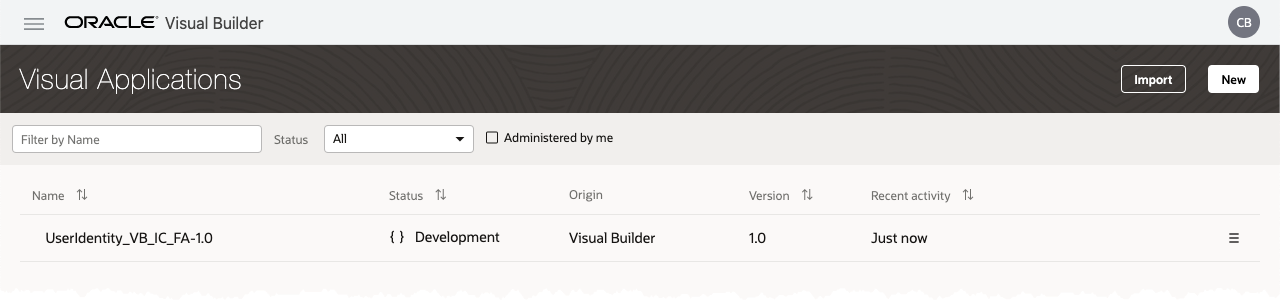 ORACLE Visual Builder CB
Visual Applications Import New
Filter by Name Status All Administered by me
Name Status Origin Version Recent activity
UserIdentity_VB_IC_FA-1.0 { } Development Visual Builder 1.0 Just now